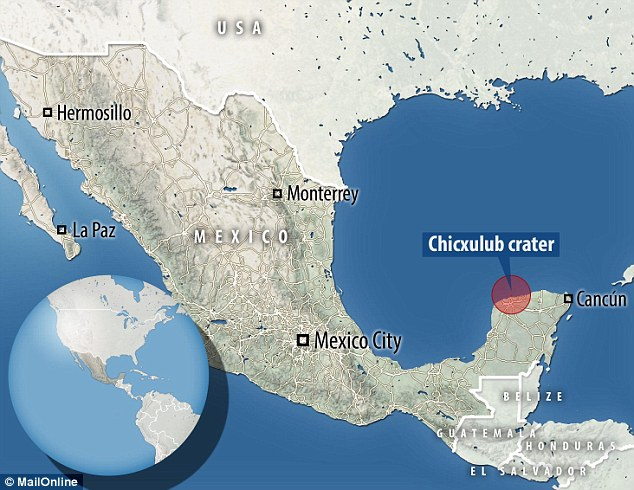 USA
Hermosillo
Monterrey
La Paz
MEXICO
Chicxulub crater
Cancún
Mexico City
BELIZE
GUATEMALA
HONDURAS
EL SALVADOR
© MailOnline